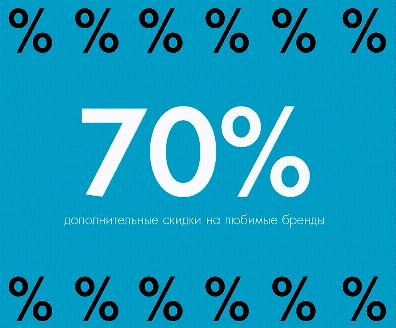 % % % % % %
70%
дополнительные скидки на любимые бренды
% % % % % %